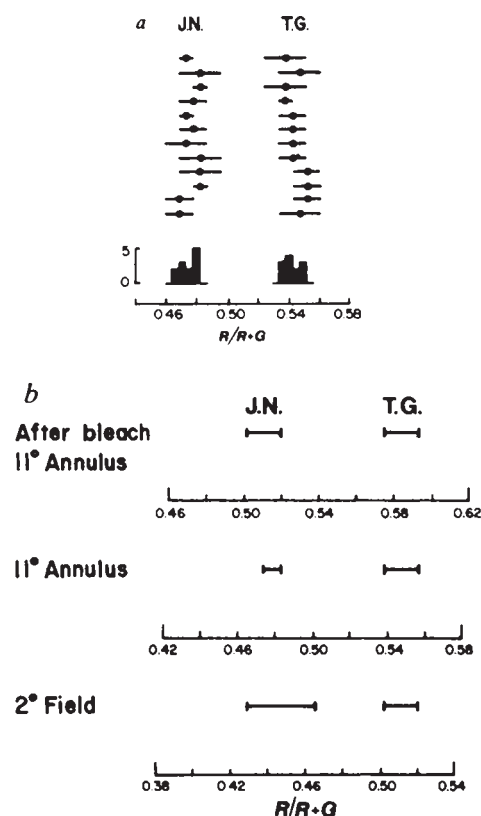 a J.N. T.G.
5
0
0.46 0.50 0.54 0.58
R/R+G
b
J.N. T.G.
After bleach
11° Annulus
0.46 0.50 0.54 0.58 0.62
11° Annulus
0.42 0.46 0.50 0.54 0.58
2° Field
0.38 0.42 0.46 0.50 0.54
R/R+G